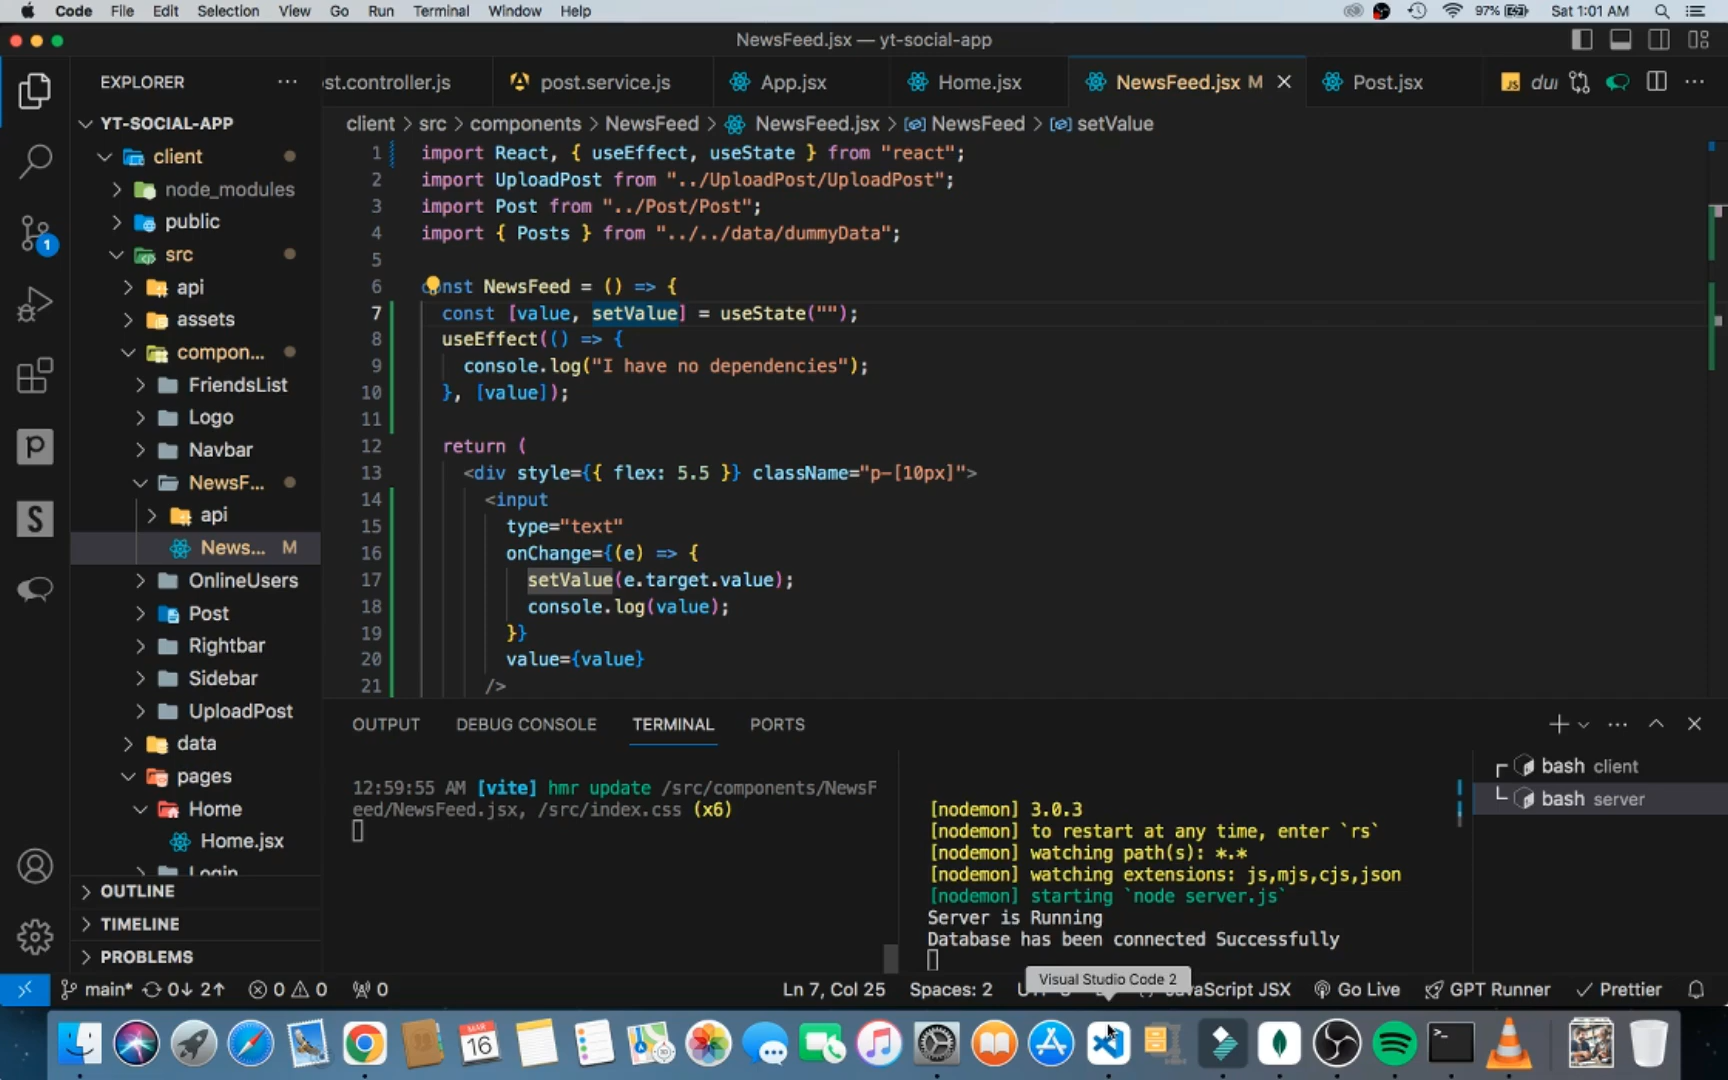 Code File Edit Selection View Go Run Terminal Window Help 97% Sat 1:01 AM
NewsFeed.jsx — yt-social-app
EXPLORER
st.controller.js post.service.js App.jsx Home.jsx NewsFeed.jsx M Post.jsx JS dur
client > src > components > NewsFeed > NewsFeed.jsx > NewsFeed > setValue
YT-SOCIAL-APP
client
node_modules
public
src
api
assets
compon...
FriendsList
Logo
Navbar
NewsF...
api
News... M
OnlineUsers
Post
Rightbar
Sidebar
UploadPost
data
pages
Home
Home.jsx
Login
OUTLINE
TIMELINE
PROBLEMS
1
P
S
1 import React, { useEffect, useState } from "react";
2 import UploadPost from "../UploadPost/UploadPost";
3 import Post from "../Post/Post";
4 import { Posts } from "../../data/dummyData";
5
6 const NewsFeed = () => {
7 const [value, setValue] = useState("");
8 useEffect(() => {
9 console.log("I have no dependencies");
10 }, [value]);
11
12 return (
13 <div style={{ flex: 5.5 }} className="p-[10px]">
14 <input
15 type="text"
16 onChange={(e) => {
17 setValue(e.target.value);
18 console.log(value);
19 }}
20 value={value}
21 />
OUTPUT DEBUG CONSOLE TERMINAL PORTS
12:59:55 AM [vite] hmr update /src/components/NewsF
eed/NewsFeed.jsx, /src/index.css (x6)
[nodemon] 3.0.3
[nodemon] to restart at any time, enter `rs`
[nodemon] watching path(s): *.*
[nodemon] watching extensions: js,mjs,cjs,json
[nodemon] starting `node server.js`
Server is Running
Database has been connected Successfully
bash client
bash server
Visual Studio Code 2
main* 0↓ 2↑ 0 0 0 Ln 7, Col 25 Spaces: 2 JavaScript JSX Go Live GPT Runner Prettier
MAR
16